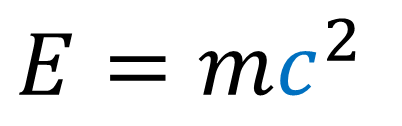 E = mc²